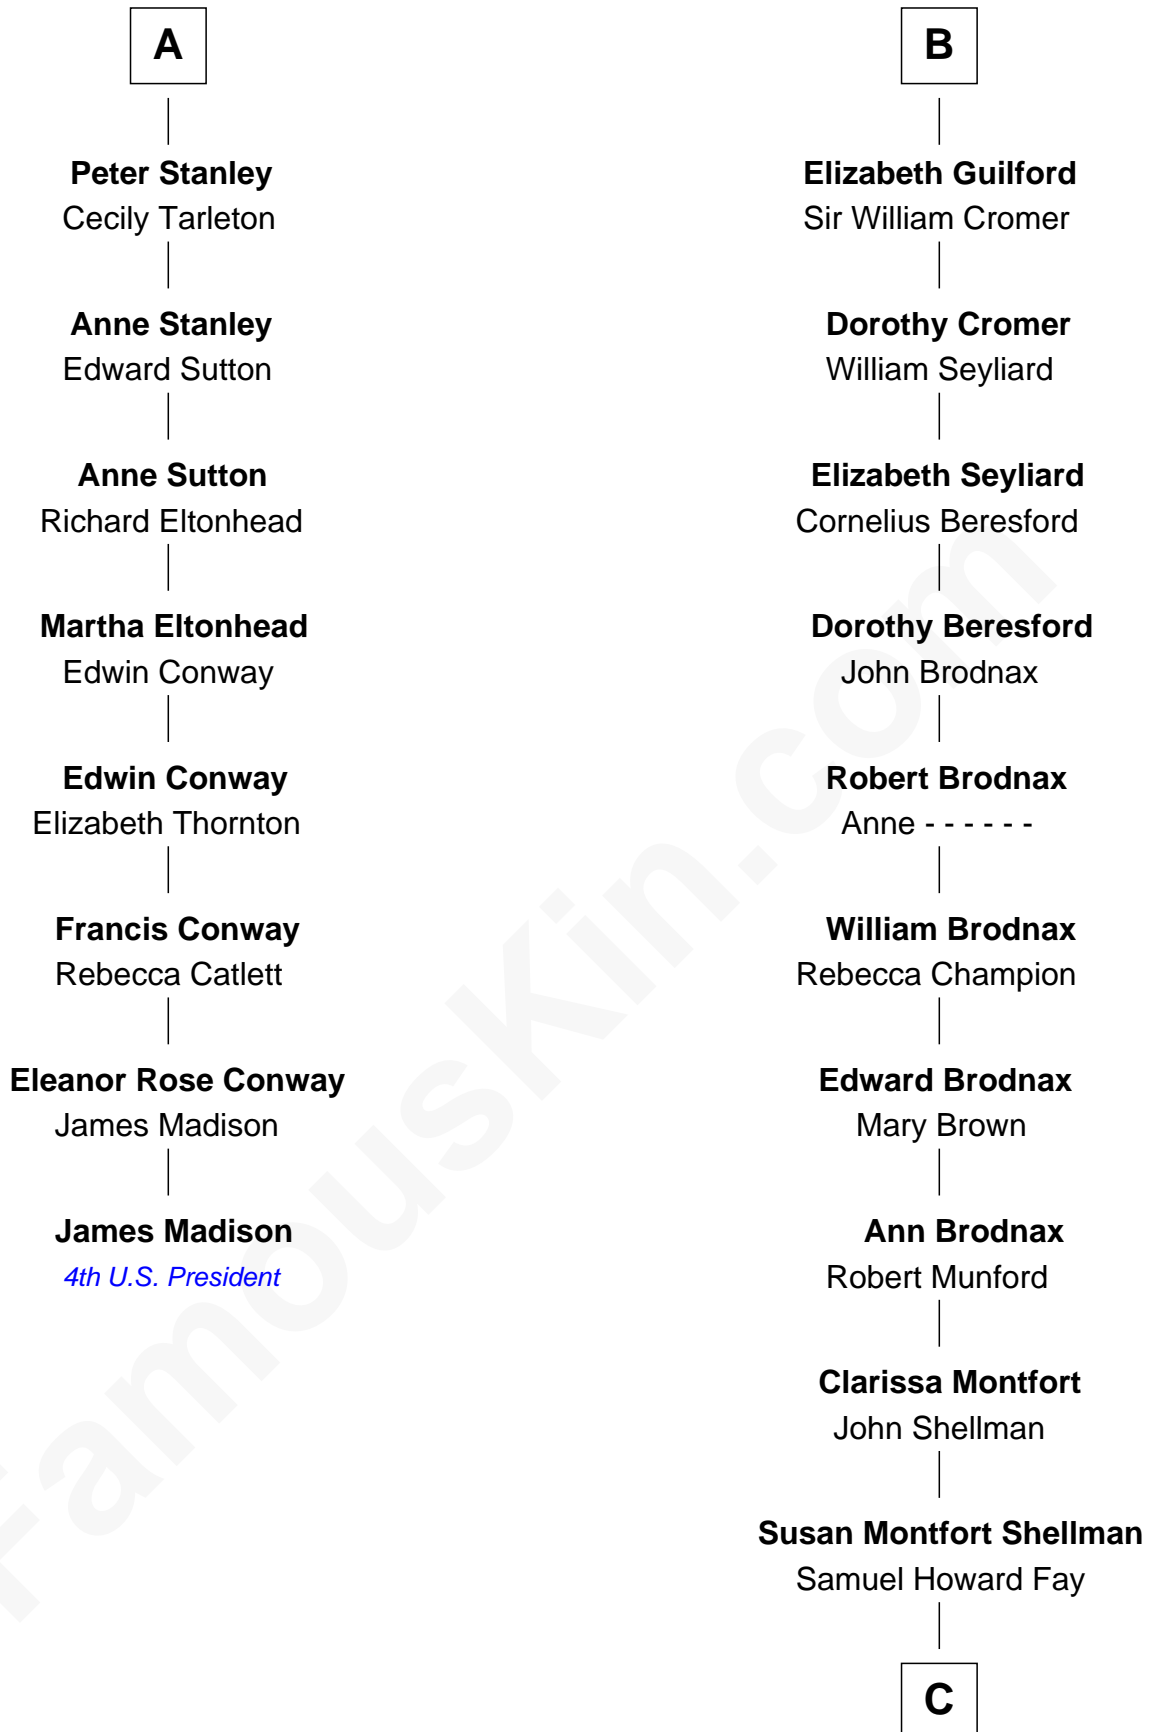 A
Peter Stanley
Cecily Tarleton
Anne Stanley
Edward Sutton
Anne Sutton
Richard Eltonhead
Martha Eltonhead
Edwin Conway
Edwin Conway
Elizabeth Thornton
Francis Conway
Rebecca Catlett
Eleanor Rose Conway
James Madison
James Madison
4th U.S. President
B
Elizabeth Guilford
Sir William Cromer
Dorothy Cromer
William Seyliard
Elizabeth Seyliard
Cornelius Beresford
Dorothy Beresford
John Brodnax
Robert Brodnax
Anne - - - - - -
William Brodnax
Rebecca Champion
Edward Brodnax
Mary Brown
Ann Brodnax
Robert Munford
Clarissa Montfort
John Shellman
Susan Montfort Shellman
Samuel Howard Fay
C
FamousKin.com